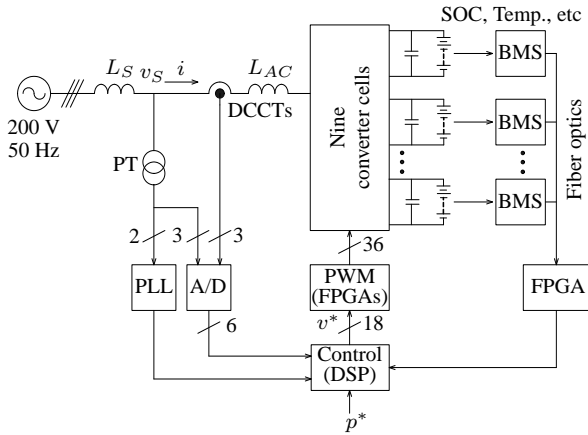 SOC, Temp., etc
L_S v_S i L_AC
DCCTs
200 V
50 Hz
PT
Nine
converter cells
BMS
BMS
BMS
Fiber optics
2 3 3
36
PLL
A/D
PWM
(FPGAs)
FPGA
6
v* 18
Control
(DSP)
p*